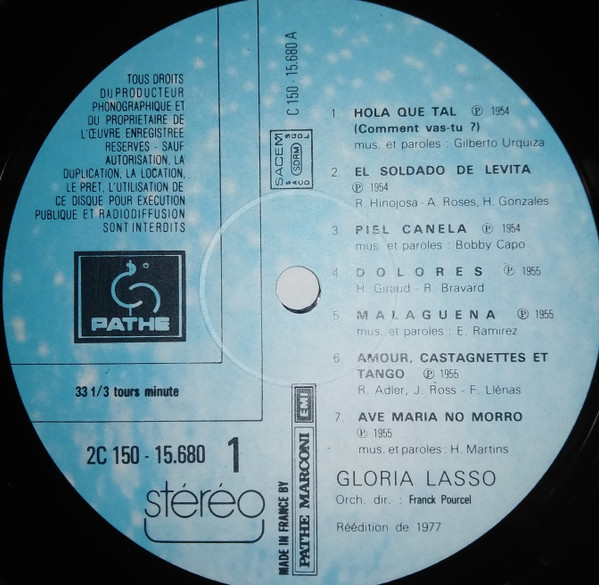 TOUS DROITS
DU PRODUCTEUR
PHONOGRAPHIQUE ET
DU PROPRIETAIRE DE
L'ŒUVRE ENREGISTREE
RESERVES - SAUF
AUTORISATION, LA
DUPLICATION, LA LOCATION,
LE PRET, L'UTILISATION DE
CE DISQUE POUR EXECUTION
PUBLIQUE ET RADIODIFFUSION
SONT INTERDITS
PATHE
33 1/3 tours minute
2C 150 - 15.680 1
stéréo
C 150 - 15.680 A
SACEM
SDRM
MADE IN FRANCE BY
PATHE MARCONI EMI
1. HOLA QUE TAL ℗ 1954
(Comment vas-tu ?)
mus. et paroles : Gilberto Urquiza
2. EL SOLDADO DE LEVITA
℗ 1954
R. Hinojosa - A. Roses, H. Gonzales
3. PIEL CANELA ℗ 1954
mus. et paroles : Bobby Capo
4. DOLORES ℗ 1955
H. Giraud - R. Bravard
5. MALAGUENA ℗ 1955
mus. et paroles : E. Ramirez
6. AMOUR, CASTAGNETTES ET
TANGO ℗ 1955
R. Adler, J. Ross - F. Llénas
7. AVE MARIA NO MORRO
℗ 1955
mus. et paroles : H. Martins
GLORIA LASSO
Orch. dir. : Franck Pourcel
Réédition de 1977